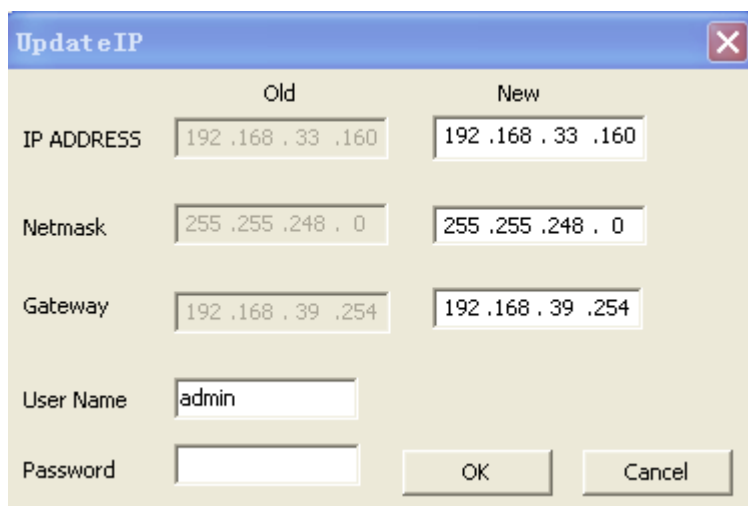 UpdateIP
Old New
IP ADDRESS 192 .168 . 33 .160 192 .168 . 33 .160
Netmask 255 .255 .248 . 0 255 .255 .248 . 0
Gateway 192 .168 . 39 .254 192 .168 . 39 .254
User Name admin
Password OK Cancel